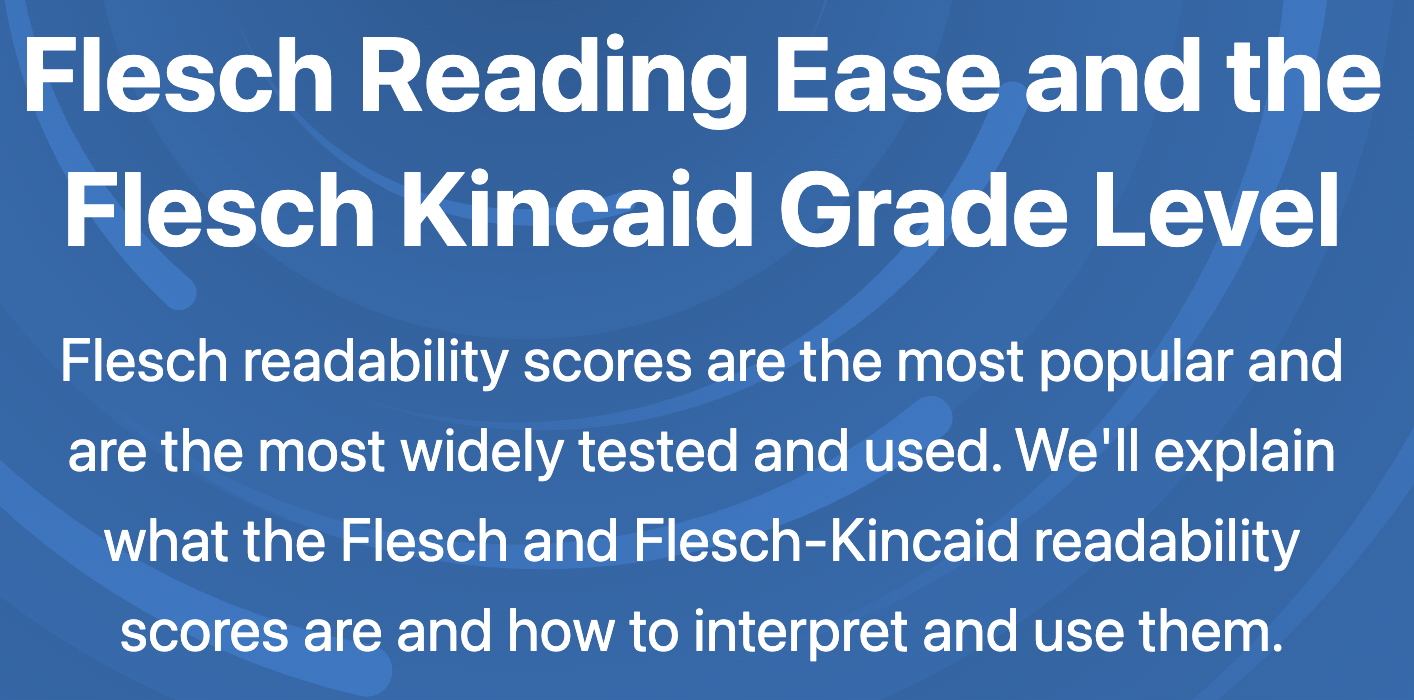 Flesch Reading Ease and the
Flesch Kincaid Grade Level
Flesch readability scores are the most popular and
are the most widely tested and used. We'll explain
what the Flesch and Flesch-Kincaid readability
scores are and how to interpret and use them.